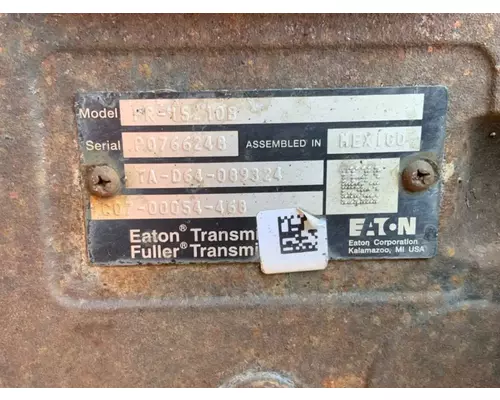 Model FR-15210B
Serial P0766248 ASSEMBLED IN MEXICO
TA-D64-089324
Eaton® Transmi
Fuller® Transmi
EATON
Eaton Corporation
Kalamazoo, MI USA